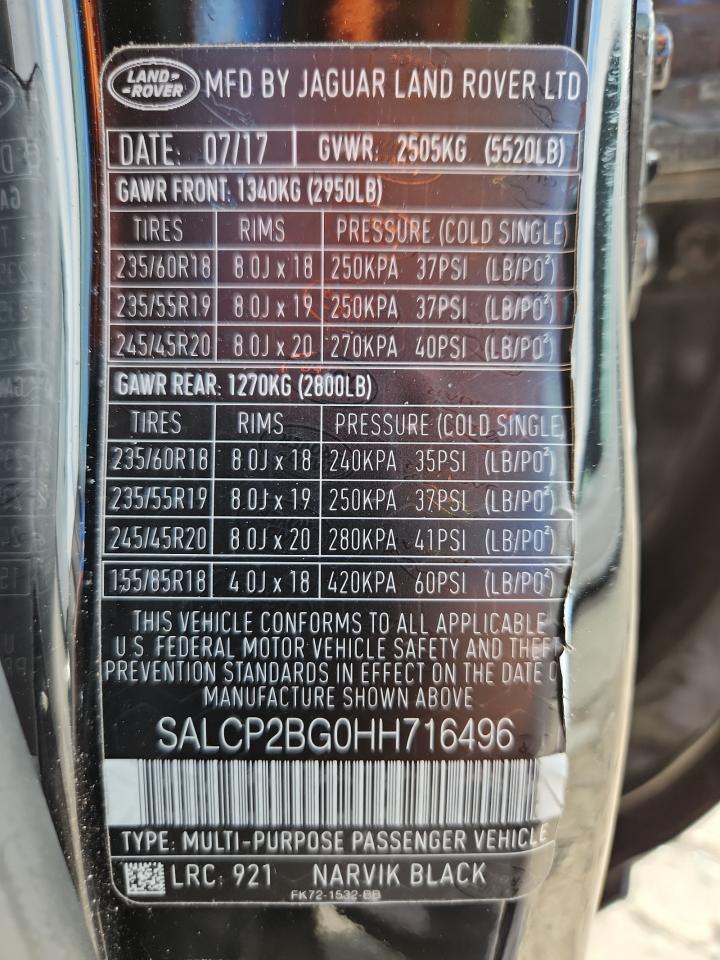 LAND-ROVER MFD BY JAGUAR LAND ROVER LTD
DATE: 07/17 GVWR: 2505KG (5520LB)
GAWR FRONT: 1340KG (2950LB)
TIRES RIMS PRESSURE (COLD SINGLE)
235/60R18 8.0J x 18 250KPA 37PSI (LB/PO²)
235/55R19 8.0J x 19 250KPA 37PSI (LB/PO²)
245/45R20 8.0J x 20 270KPA 40PSI (LB/PO²)
GAWR REAR: 1270KG (2800LB)
TIRES RIMS PRESSURE (COLD SINGLE)
235/60R18 8.0J x 18 240KPA 35PSI (LB/PO²)
235/55R19 8.0J x 19 250KPA 37PSI (LB/PO²)
245/45R20 8.0J x 20 280KPA 41PSI (LB/PO²)
155/85R18 4.0J x 18 420KPA 60PSI (LB/PO²)
THIS VEHICLE CONFORMS TO ALL APPLICABLE
U.S. FEDERAL MOTOR VEHICLE SAFETY AND THEFT
PREVENTION STANDARDS IN EFFECT ON THE DATE O
MANUFACTURE SHOWN ABOVE
SALCP2BG0HH716496
TYPE: MULTI-PURPOSE PASSENGER VEHICLE
LRC: 921 NARVIK BLACK
FK72-1532-BB